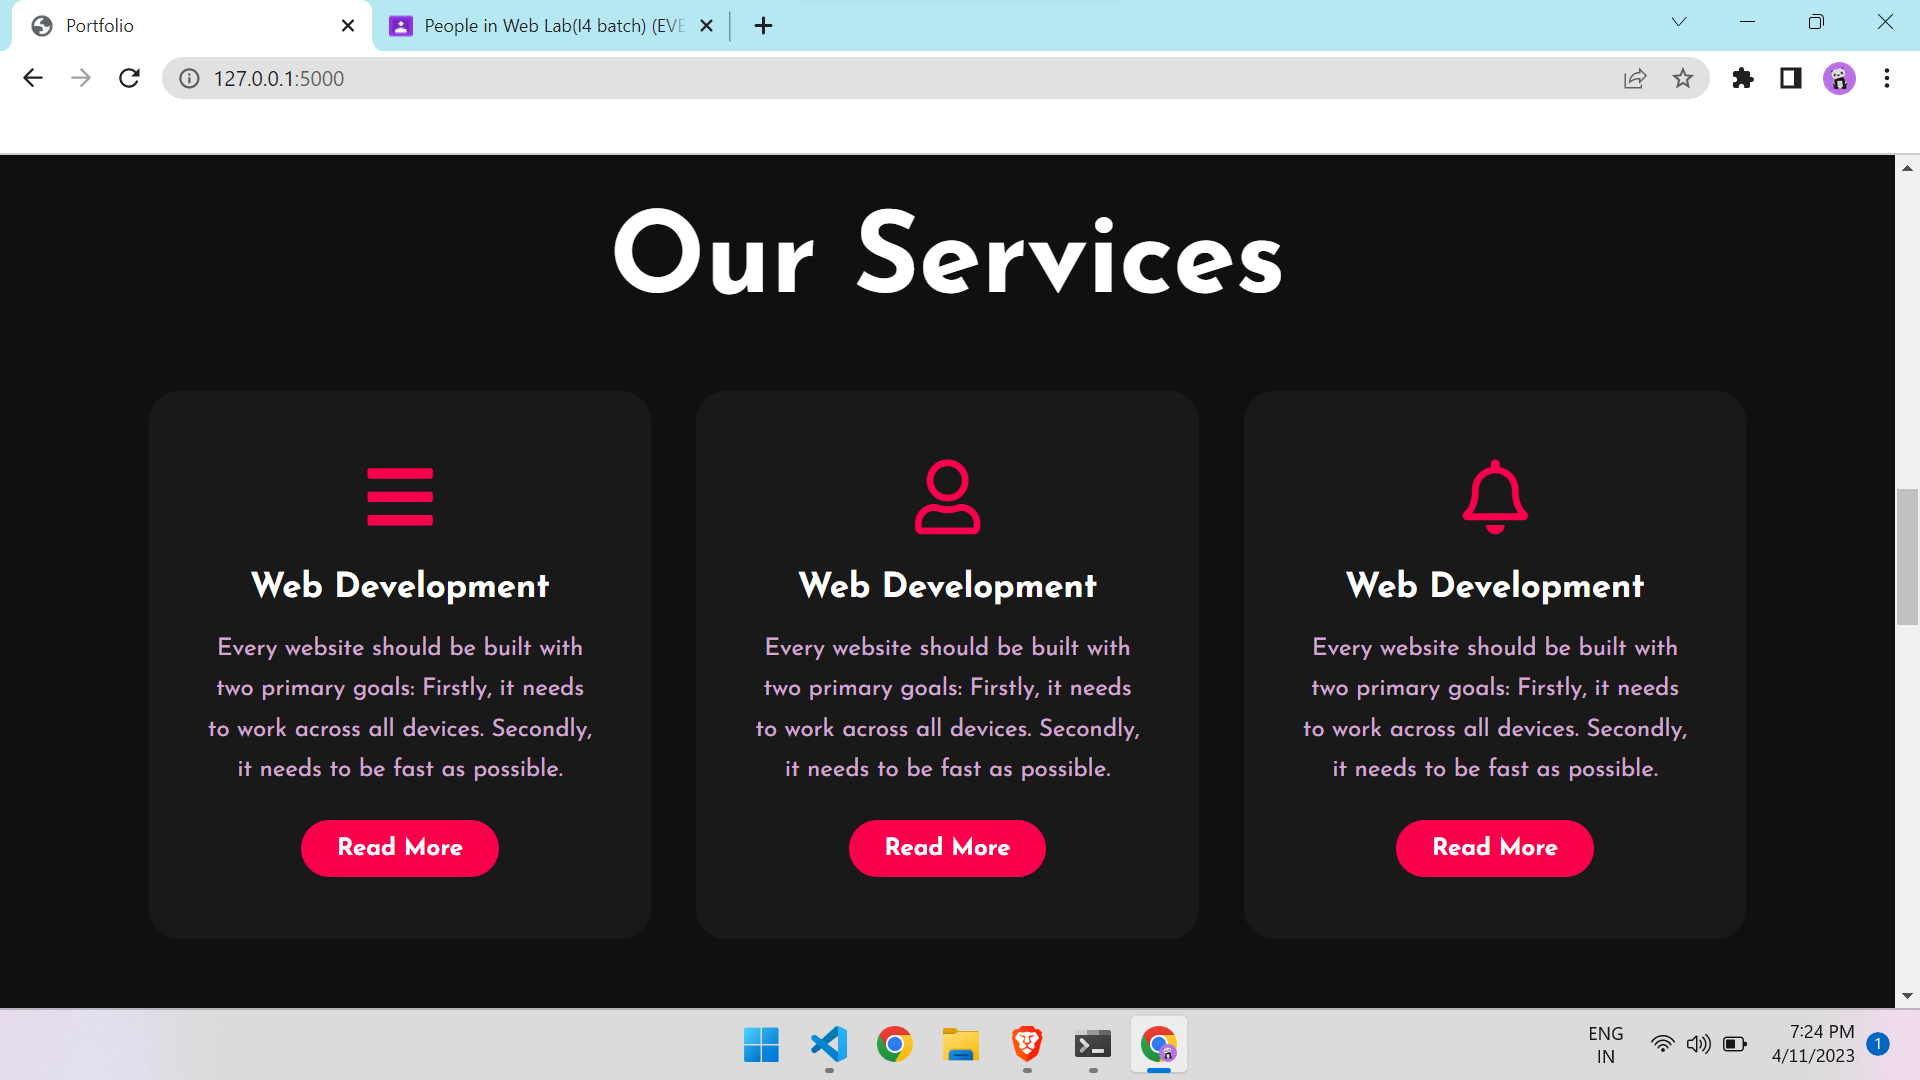 Portfolio
People in Web Lab(I4 batch) (EVE
127.0.0.1:5000
Our Services
Web Development
Every website should be built with
two primary goals: Firstly, it needs
to work across all devices. Secondly,
it needs to be fast as possible.
Read More
Web Development
Every website should be built with
two primary goals: Firstly, it needs
to work across all devices. Secondly,
it needs to be fast as possible.
Read More
Web Development
Every website should be built with
two primary goals: Firstly, it needs
to work across all devices. Secondly,
it needs to be fast as possible.
Read More
ENG
IN
7:24 PM
4/11/2023
1